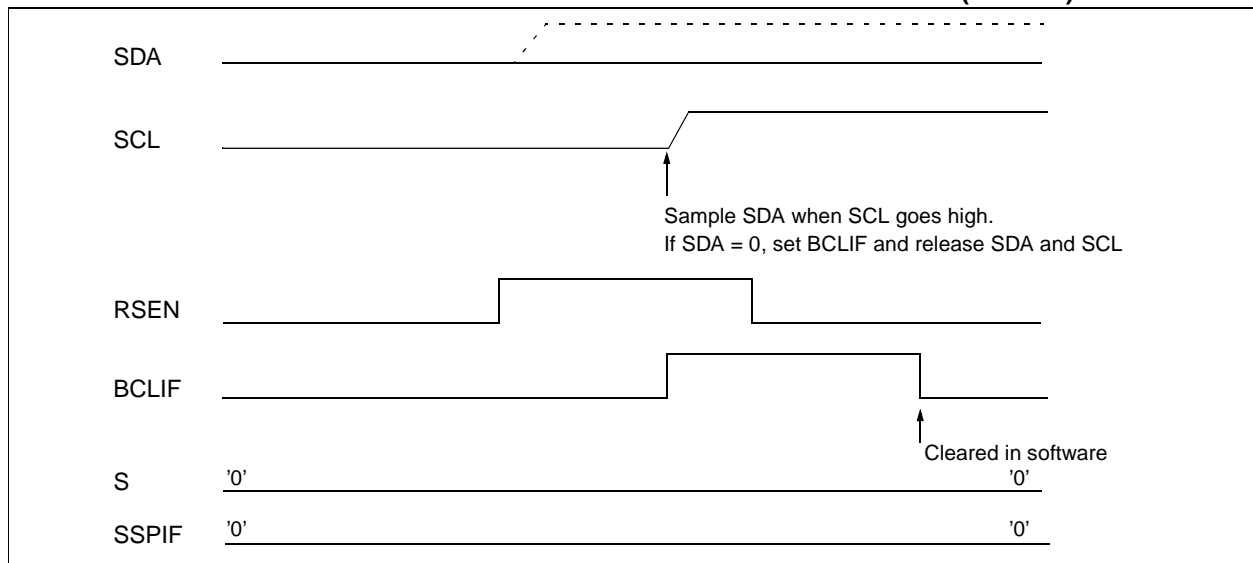 SDA
SCL
Sample SDA when SCL goes high.
If SDA = 0, set BCLIF and release SDA and SCL
RSEN
BCLIF
Cleared in software
S
'0'
'0'
SSPIF
'0'
'0'